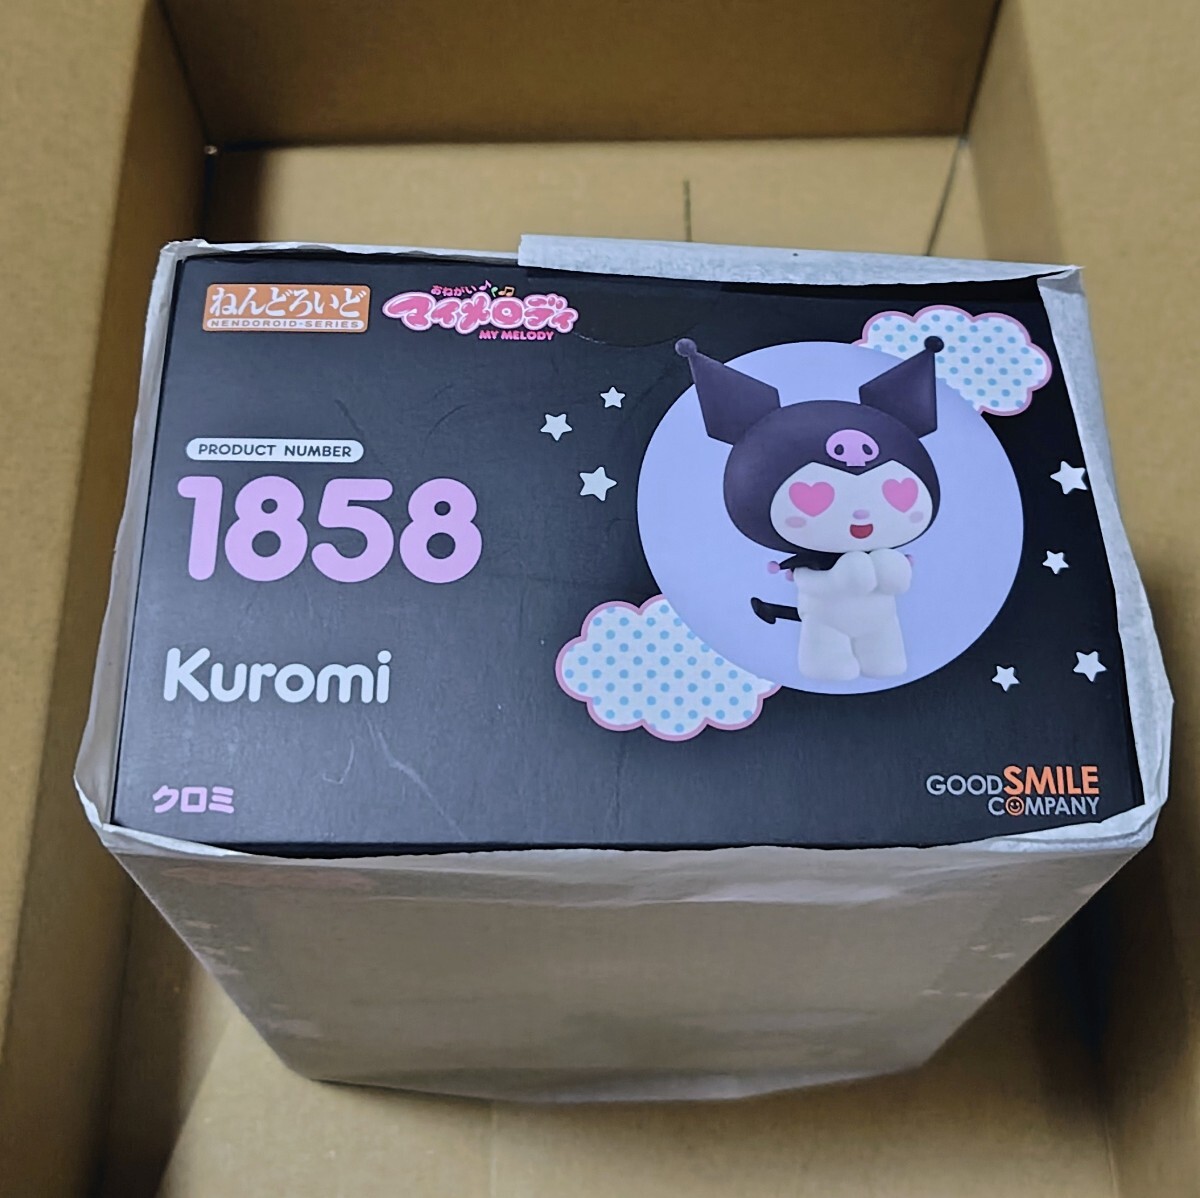 ねんどろいど
NENDOROID-SERIES
おねがい
マイメロディ
MY MELODY
PRODUCT NUMBER
1858
Kuromi
クロミ
GOODSMILE
COMPANY